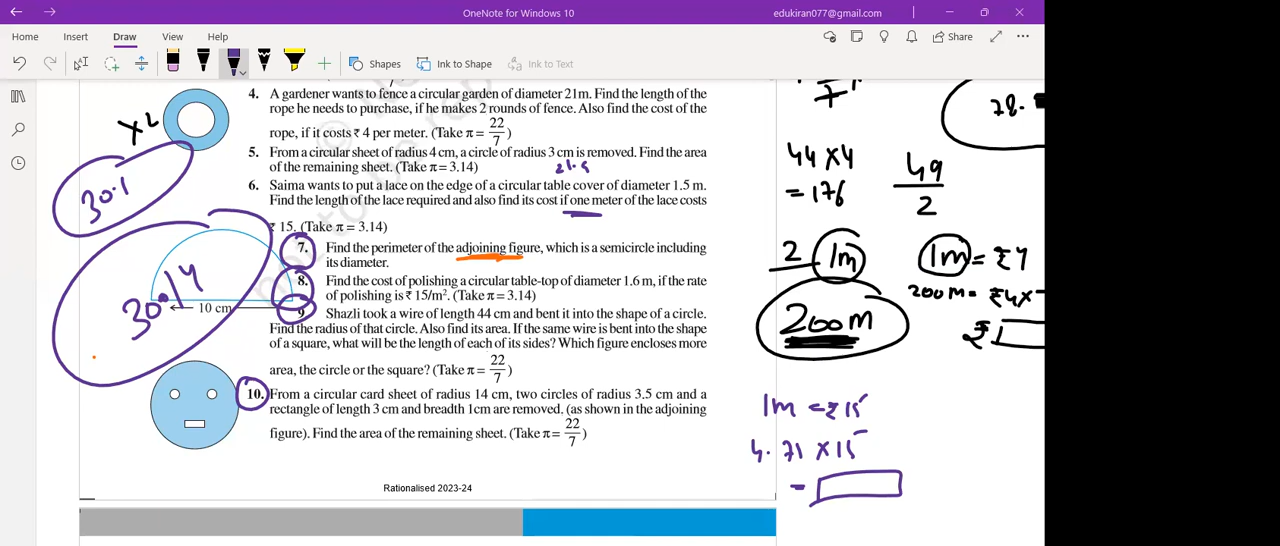 OneNote for Windows 10
edukiran077@gmail.com
Home Insert Draw View Help
Share
Shapes
Ink to Shape
Ink to Text
4. A gardener wants to fence a circular garden of diameter 21m. Find the length of the
rope he needs to purchase, if he makes 2 rounds of fence. Also find the cost of the
rope, if it costs ₹ 4 per meter. (Take π = 22/7)
5. From a circular sheet of radius 4 cm, a circle of radius 3 cm is removed. Find the area
of the remaining sheet. (Take π = 3.14)
6. Saima wants to put a lace on the edge of a circular table cover of diameter 1.5 m.
Find the length of the lace required and also find its cost if one meter of the lace costs
₹ 15. (Take π = 3.14)
7. Find the perimeter of the adjoining figure, which is a semicircle including
its diameter.
8. Find the cost of polishing a circular table-top of diameter 1.6 m, if the rate
of polishing is ₹ 15/m². (Take π = 3.14)
10 cm
9. Shazli took a wire of length 44 cm and bent it into the shape of a circle.
Find the radius of that circle. Also find its area. If the same wire is bent into the shape
of a square, what will be the length of each of its sides? Which figure encloses more
area, the circle or the square? (Take π = 22/7)
10. From a circular card sheet of radius 14 cm, two circles of radius 3.5 cm and a
rectangle of length 3 cm and breadth 1cm are removed. (as shown in the adjoining
figure). Find the area of the remaining sheet. (Take π = 22/7)
Rationalised 2023-24
30.1
44 × 4
= 176
49/2
2 1m
200m
1m = ₹4
200m = ₹4×
₹
1m = ₹15
4.71 × 15
=